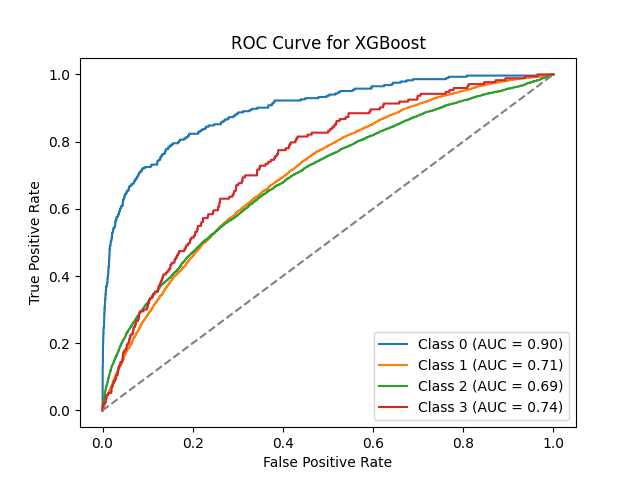 ROC Curve for XGBoost
True Positive Rate
1.0
0.8
0.6
0.4
0.2
0.0
Class 0 (AUC = 0.90)
Class 1 (AUC = 0.71)
Class 2 (AUC = 0.69)
Class 3 (AUC = 0.74)
0.0 0.2 0.4 0.6 0.8 1.0
False Positive Rate